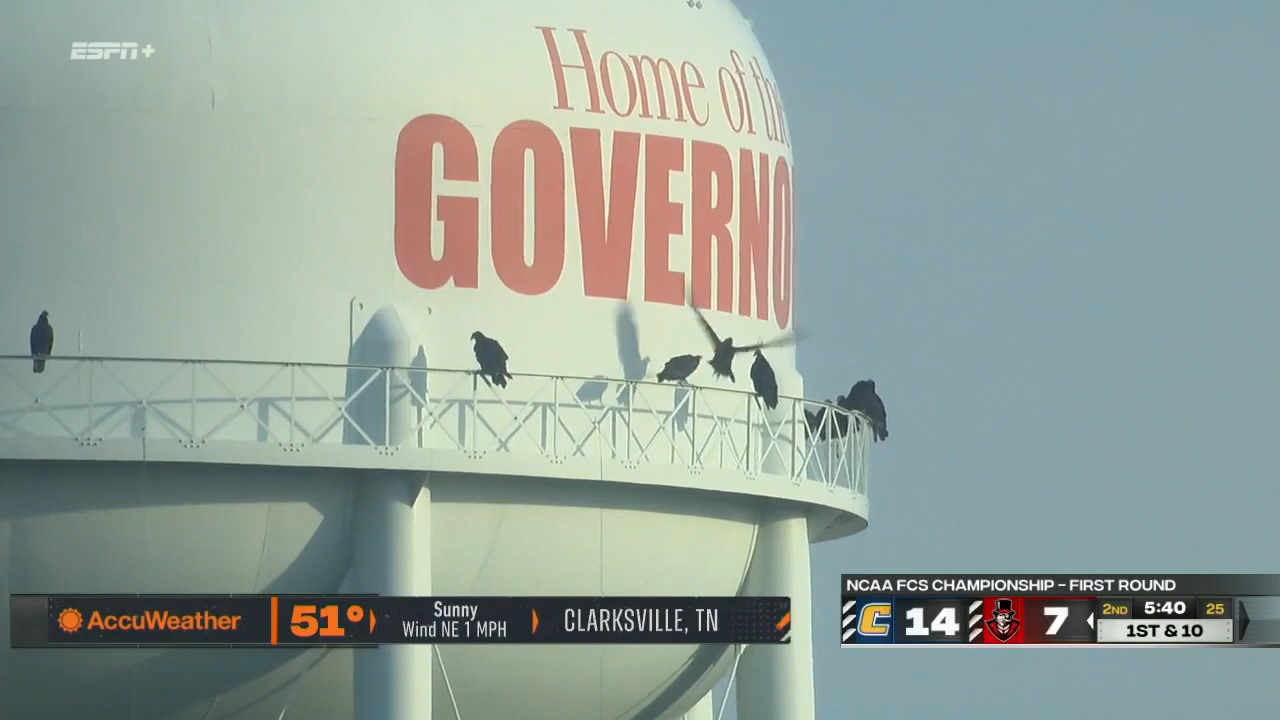 ESPN+
Home of the
GOVERNO
AccuWeather
51°
Sunny
Wind NE 1 MPH
CLARKSVILLE, TN
NCAA FCS CHAMPIONSHIP – FIRST ROUND
C 14 7
2ND 5:40 25
1ST & 10